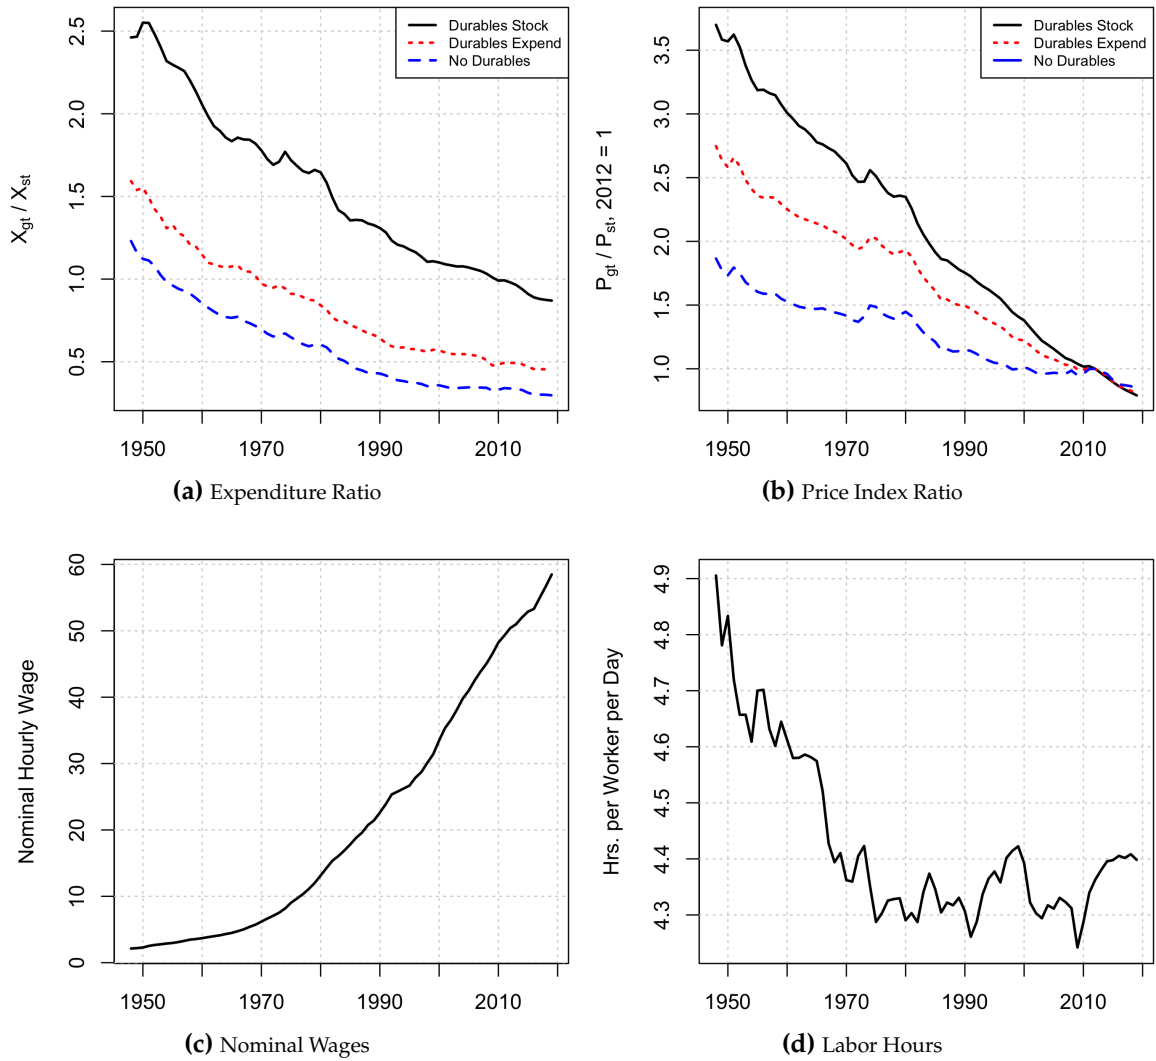 X_gt / X_st
2.5
2.0
1.5
1.0
0.5
Durables Stock
Durables Expend
No Durables
1950 1970 1990 2010
(a) Expenditure Ratio
P_gt / P_st, 2012 = 1
3.5
3.0
2.5
2.0
1.5
1.0
Durables Stock
Durables Expend
No Durables
1950 1970 1990 2010
(b) Price Index Ratio
Nominal Hourly Wage
60
50
40
30
20
10
0
1950 1970 1990 2010
(c) Nominal Wages
Hrs. per Worker per Day
4.9
4.8
4.7
4.6
4.5
4.4
4.3
1950 1970 1990 2010
(d) Labor Hours